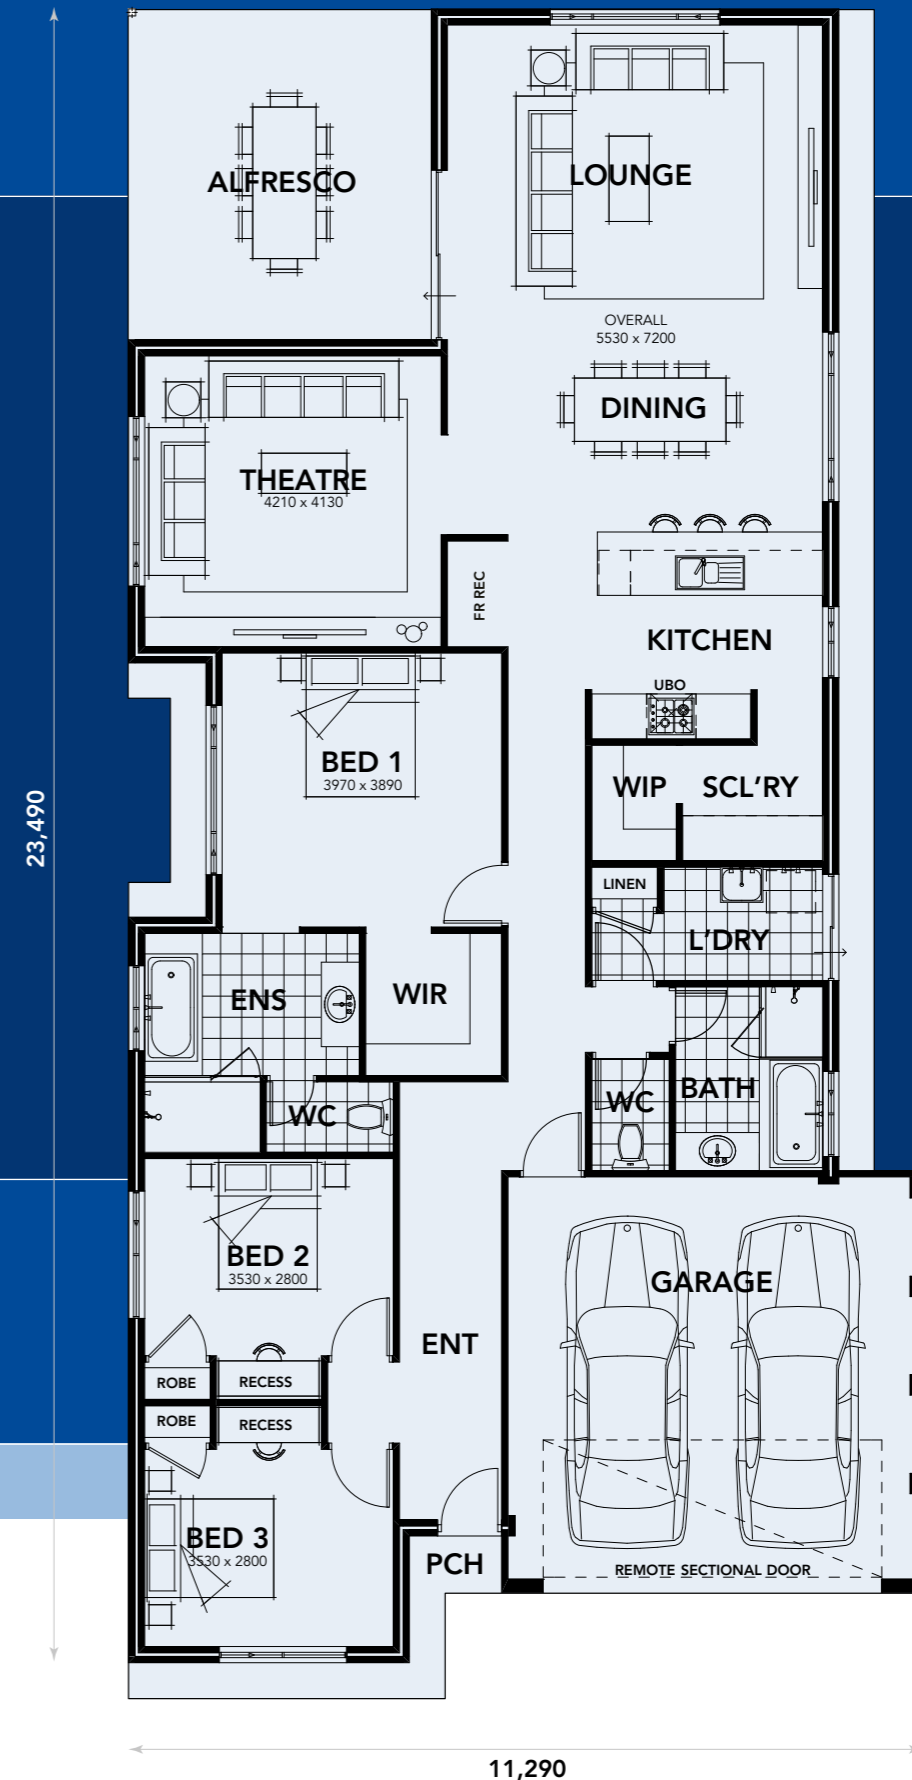 ALFRESCO
LOUNGE
OVERALL
5530 x 7200
DINING
THEATRE
4210 x 4130
FR REC
KITCHEN
UBO
BED 1
3970 x 3890
WIP
SCL'RY
23,490
LINEN
L'DRY
ENS
WIR
WC
WC
BATH
BED 2
3530 x 2800
GARAGE
ENT
ROBE
RECESS
ROBE
RECESS
BED 3
3530 x 2800
PCH
REMOTE SECTIONAL DOOR
11,290